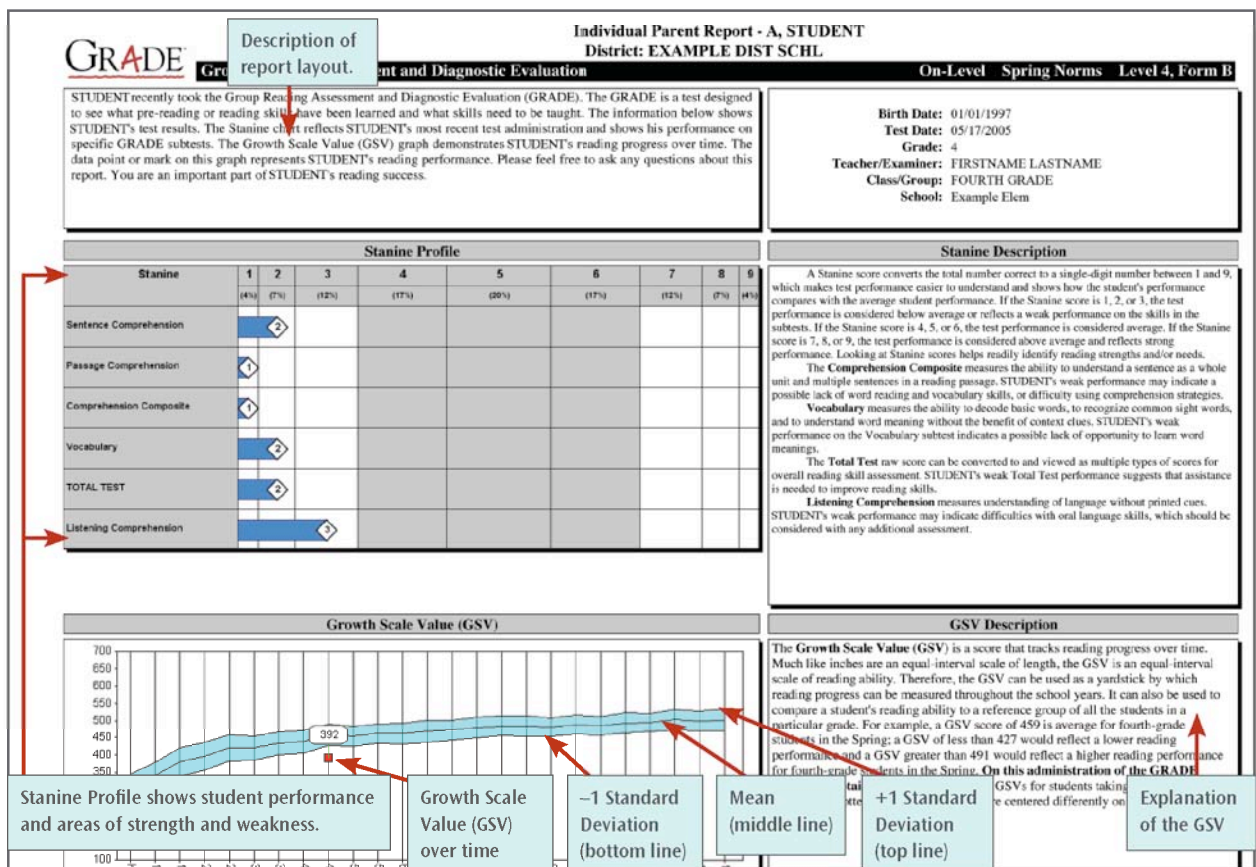 Individual Parent Report - A, STUDENT
District: EXAMPLE DIST SCHL
GRADE
Description of
report layout.
ent and Diagnostic Evaluation
On-Level Spring Norms Level 4, Form B
STUDENT recently took the Group Reading Assessment and Diagnostic Evaluation (GRADE). The GRADE is a test designed
to see what pre-reading or reading skills have been learned and what skills need to be taught. The information below shows
STUDENT's test results. The Stanine chart reflects STUDENT's most recent test administration and shows his performance on
specific GRADE subtests. The Growth Scale Value (GSV) graph demonstrates STUDENT's reading progress over time. The
data point or mark on this graph represents STUDENT's reading performance. Please feel free to ask any questions about this
report. You are an important part of STUDENT's reading success.
Birth Date: 01/01/1997
Test Date: 05/17/2005
Grade: 4
Teacher/Examiner: FIRSTNAME LASTNAME
Class/Group: FOURTH GRADE
School: Example Elem
Stanine Profile
Stanine 1 2 3 4 5 6 7 8 9
(4%) (7%) (12%) (17%) (20%) (17%) (12%) (7%) (4%)
Sentence Comprehension 2
Passage Comprehension 1
Comprehension Composite 1
Vocabulary 2
TOTAL TEST 2
Listening Comprehension 3
Stanine Description
A Stanine score converts the total number correct to a single-digit number between 1 and 9,
which makes test performance easier to understand and shows how the student's performance
compares with the average student performance. If the Stanine score is 1, 2, or 3, the test
performance is considered below average or reflects a weak performance on the skills in the
subtests. If the Stanine score is 4, 5, or 6, the test performance is considered average. If the Stanine
score is 7, 8, or 9, the test performance is considered above average and reflects strong
performance. Looking at Stanine scores helps readily identify reading strengths and/or needs.
The Comprehension Composite measures the ability to understand a sentence as a whole
unit and multiple sentences in a reading passage. STUDENT's weak performance may indicate a
possible lack of word reading and vocabulary skills, or difficulty using comprehension strategies.
Vocabulary measures the ability to decode basic words, to recognize common sight words,
and to understand word meaning without the benefit of context clues. STUDENT's weak
performance on the Vocabulary subtest indicates a possible lack of opportunity to learn word
meanings.
The Total Test raw score can be converted to and viewed as multiple types of scores for
overall reading skill assessment. STUDENT's weak Total Test performance suggests that assistance
is needed to improve reading skills.
Listening Comprehension measures understanding of language without printed cues.
STUDENT's weak performance may indicate difficulties with oral language skills, which should be
considered with any additional assessment.
Growth Scale Value (GSV)
700
650
600
550
500
450
400
350
100
392
GSV Description
The Growth Scale Value (GSV) is a score that tracks reading progress over time.
Much like inches are an equal-interval scale of length, the GSV is an equal-interval
scale of reading ability. Therefore, the GSV can be used as a yardstick by which
reading progress can be measured throughout the school years. It can also be used to
compare a student's reading ability to a reference group of all the students in a
particular grade. For example, a GSV score of 459 is average for fourth-grade
students in the Spring; a GSV of less than 427 would reflect a lower reading
performance and a GSV greater than 491 would reflect a higher reading performance
for fourth-grade students in the Spring. On this administration of the GRADE
GSVs for students taking
centered differently on
Stanine Profile shows student performance
and areas of strength and weakness.
Growth Scale
Value (GSV)
over time
–1 Standard
Deviation
(bottom line)
Mean
(middle line)
+1 Standard
Deviation
(top line)
Explanation
of the GSV